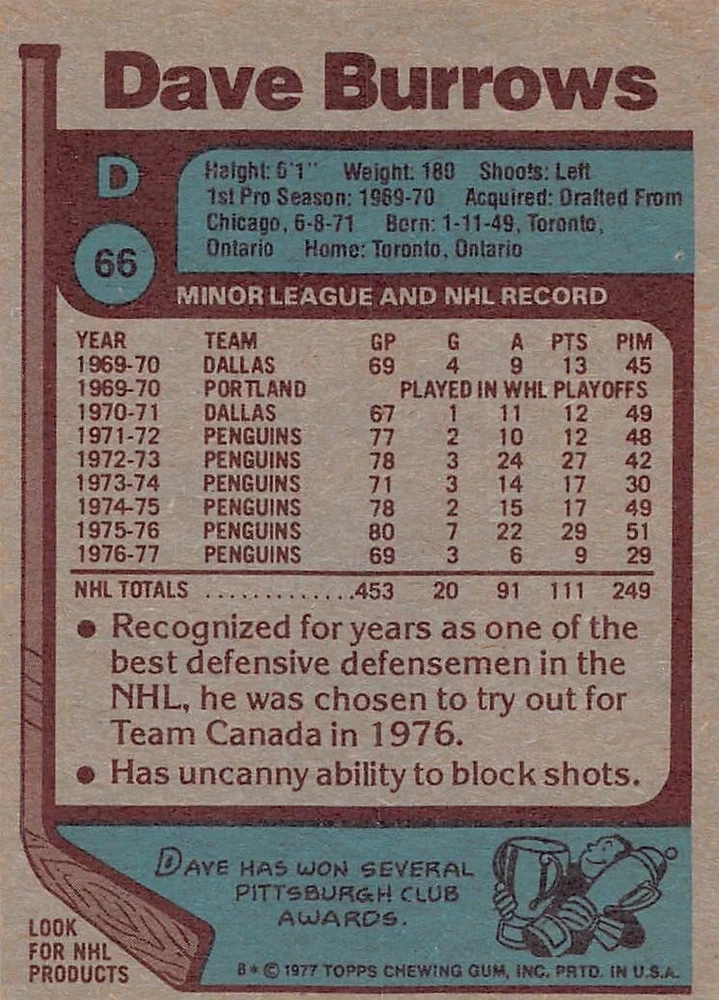 Dave Burrows
D
66
Height: 6'1" Weight: 180 Shoots: Left
1st Pro Season: 1969-70 Acquired: Drafted From
Chicago, 6-8-71 Born: 1-11-49, Toronto,
Ontario Home: Toronto, Ontario
MINOR LEAGUE AND NHL RECORD
YEAR TEAM GP G A PTS PIM
1969-70 DALLAS 69 4 9 13 45
1969-70 PORTLAND PLAYED IN WHL PLAYOFFS
1970-71 DALLAS 67 1 11 12 49
1971-72 PENGUINS 77 2 10 12 48
1972-73 PENGUINS 78 3 24 27 42
1973-74 PENGUINS 71 3 14 17 30
1974-75 PENGUINS 78 2 15 17 49
1975-76 PENGUINS 80 7 22 29 51
1976-77 PENGUINS 69 3 6 9 29
NHL TOTALS .............453 20 91 111 249
● Recognized for years as one of the
best defensive defensemen in the
NHL, he was chosen to try out for
Team Canada in 1976.
● Has uncanny ability to block shots.
DAVE HAS WON SEVERAL
PITTSBURGH CLUB
AWARDS.
LOOK
FOR NHL
PRODUCTS
B* © 1977 TOPPS CHEWING GUM, INC. PRTD. IN U.S.A.